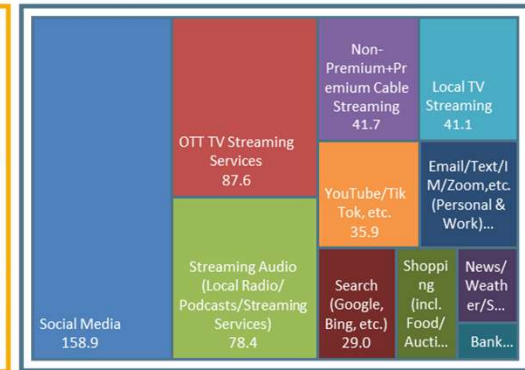 Social Media
158.9
OTT TV Streaming
Services
87.6
Streaming Audio
(Local Radio/
Podcasts/Streaming
Services)
78.4
Non-
Premium+Pr
emium Cable
Streaming
41.7
Local TV
Streaming
41.1
YouTube/Tik
Tok, etc.
35.9
Email/Text/I
M/Zoom,etc.
(Personal &
Work)...
Search
(Google,
Bing, etc.)
29.0
Shoppi
ng
(incl.
Food/
Aucti...
News/
Weath
er/S...
Bank...